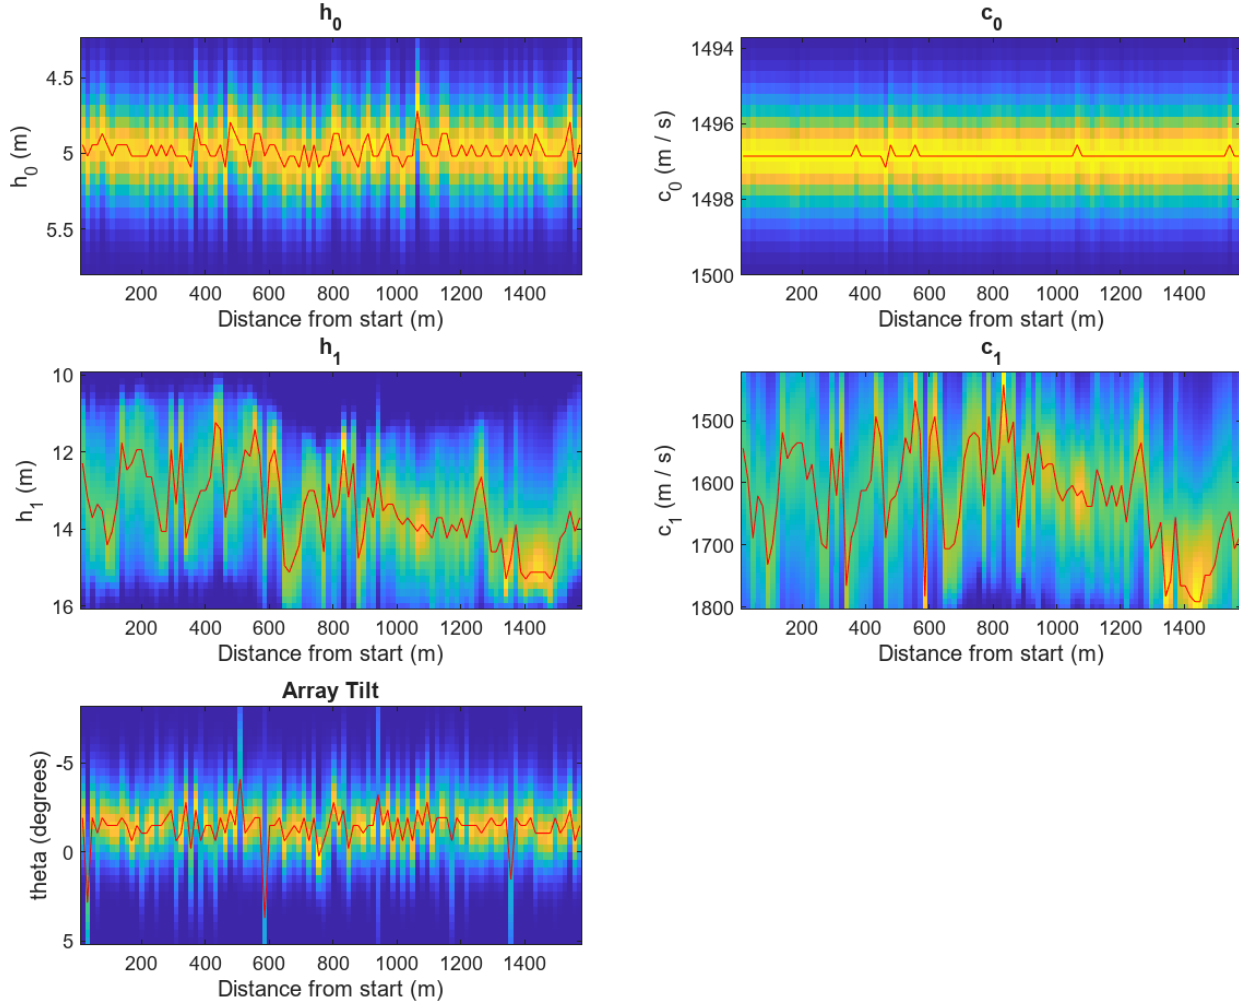 h0
4.5
5
5.5
h0 (m)
200 400 600 800 1000 1200 1400
Distance from start (m)
c0
1494
1496
1498
1500
c0 (m / s)
200 400 600 800 1000 1200 1400
Distance from start (m)
h1
10
12
14
16
h1 (m)
200 400 600 800 1000 1200 1400
Distance from start (m)
c1
1500
1600
1700
1800
c1 (m / s)
200 400 600 800 1000 1200 1400
Distance from start (m)
Array Tilt
-5
0
5
theta (degrees)
200 400 600 800 1000 1200 1400
Distance from start (m)